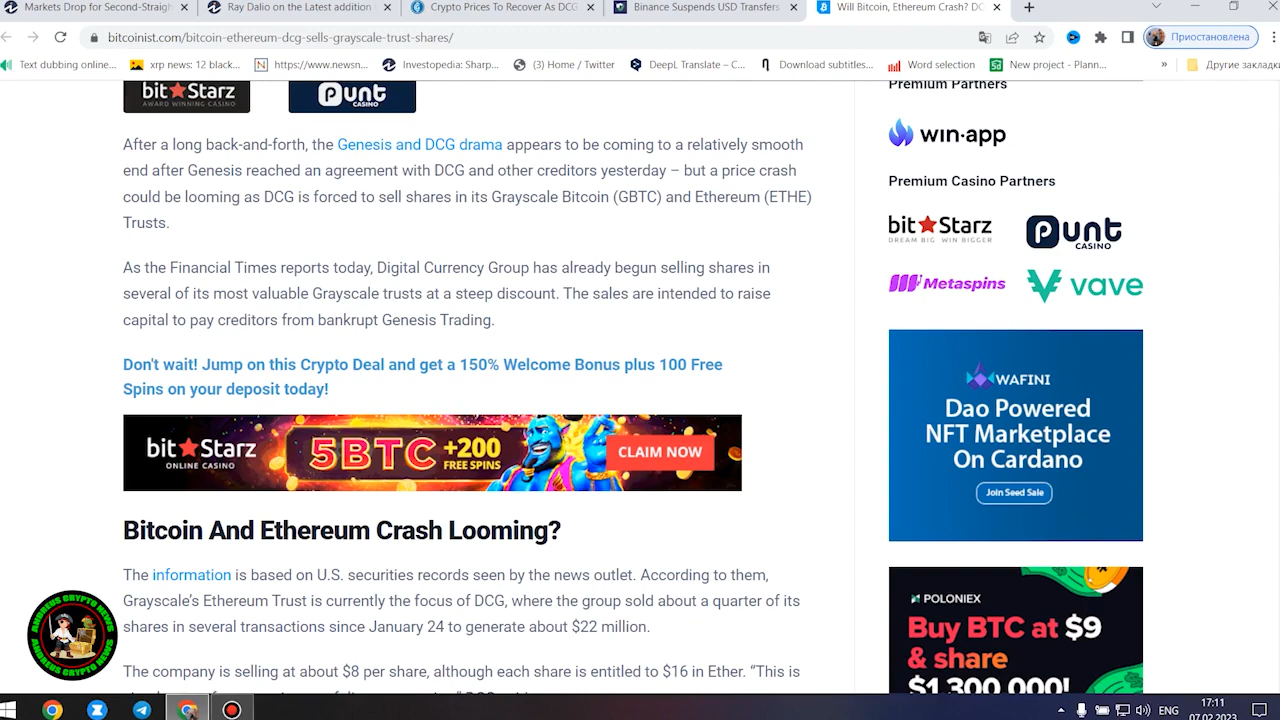 Markets Drop for Second-Straigh
Ray Dalio on the Latest addition
Crypto Prices To Recover As DCG
Binance Suspends USD Transfers
Will Bitcoin, Ethereum Crash? DC
bitcoinist.com/bitcoin-ethereum-dcg-sells-grayscale-trust-shares/
Приостановлена
Text dubbing online...
xrp news: 12 black...
https://www.newsn...
Investopedia: Sharp...
(3) Home / Twitter
DeepL Translate – C...
Download subtitles...
Word selection
New project - Plann...
»
Другие закладки
bit Starz
AWARD WINNING CASINO
Punt
CASINO
After a long back-and-forth, the Genesis and DCG drama appears to be coming to a relatively smooth
end after Genesis reached an agreement with DCG and other creditors yesterday – but a price crash
could be looming as DCG is forced to sell shares in its Grayscale Bitcoin (GBTC) and Ethereum (ETHE)
Trusts.
As the Financial Times reports today, Digital Currency Group has already begun selling shares in
several of its most valuable Grayscale trusts at a steep discount. The sales are intended to raise
capital to pay creditors from bankrupt Genesis Trading.
Don't wait! Jump on this Crypto Deal and get a 150% Welcome Bonus plus 100 Free
Spins on your deposit today!
bit Starz
ONLINE CASINO
5BTC
+200
FREE SPINS
CLAIM NOW
Bitcoin And Ethereum Crash Looming?
The information is based on U.S. securities records seen by the news outlet. According to them,
Grayscale's Ethereum Trust is currently the focus of DCG, where the group sold about a quarter of its
shares in several transactions since January 24 to generate about $22 million.
The company is selling at about $8 per share, although each share is entitled to $16 in Ether. "This is
Premium Partners
win·app
Premium Casino Partners
bit Starz
DREAM BIG WIN BIGGER
Punt
CASINO
Metaspins
vave
WAFINI
Dao Powered
NFT Marketplace
On Cardano
Join Seed Sale
POLONIEX
Buy BTC at $9
& share
$1,300,000!
ANDREUS CRYPTO NEWS
ANDREUS CRYPTO NEWS
ENG
17:11
07.02.2023